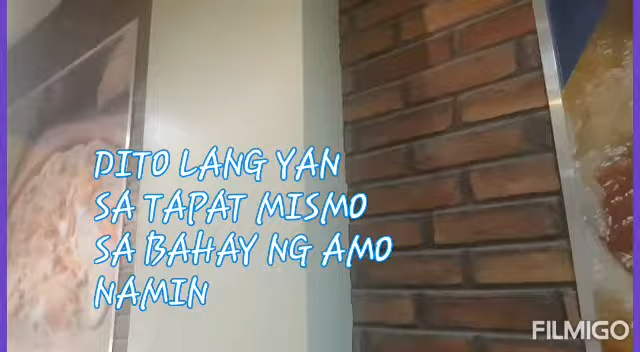 DITO LANG YAN
SA TAPAT MISMO
SA BAHAY NG AMO
NAMIN
FILMIGO